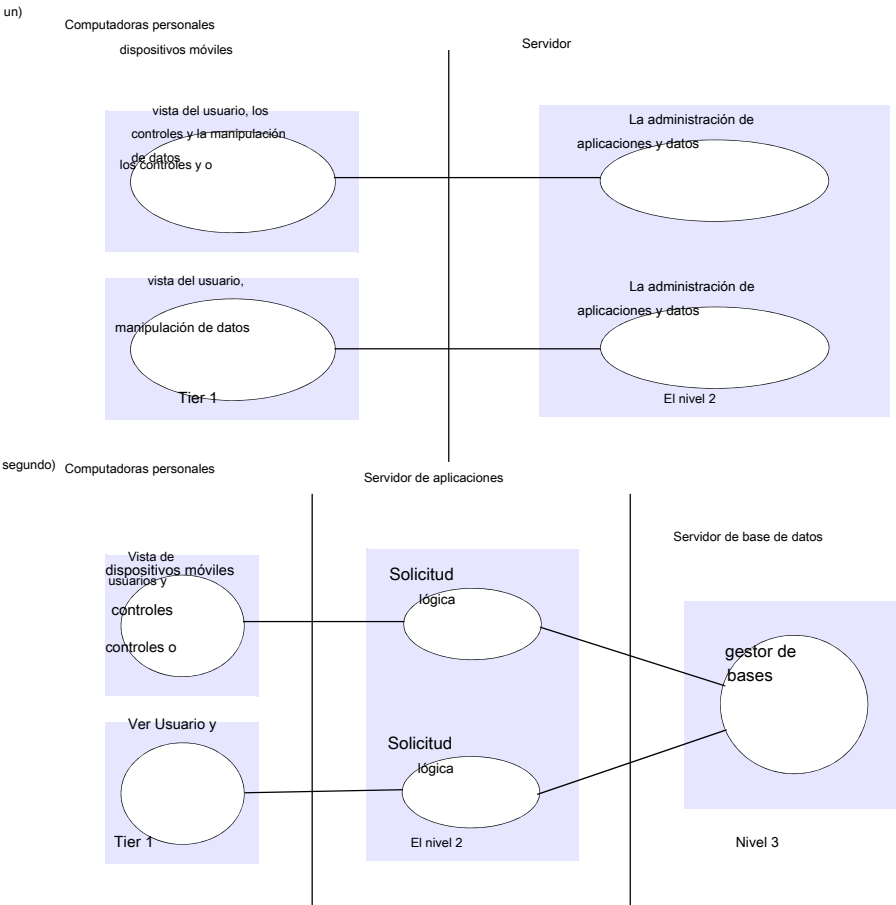 un)
Computadoras personales
dispositivos móviles
Servidor
vista del usuario, los
controles y la manipulación
de datos
los controles y o
La administración de
aplicaciones y datos
vista del usuario,
manipulación de datos
Tier 1
La administración de
aplicaciones y datos
El nivel 2
segundo)
Computadoras personales
Servidor de aplicaciones
Servidor de base de datos
Vista de
dispositivos móviles
usuarios y
controles
controles o
Solicitud
lógica
gestor de
bases
Ver Usuario y
Tier 1
Solicitud
lógica
El nivel 2
Nivel 3